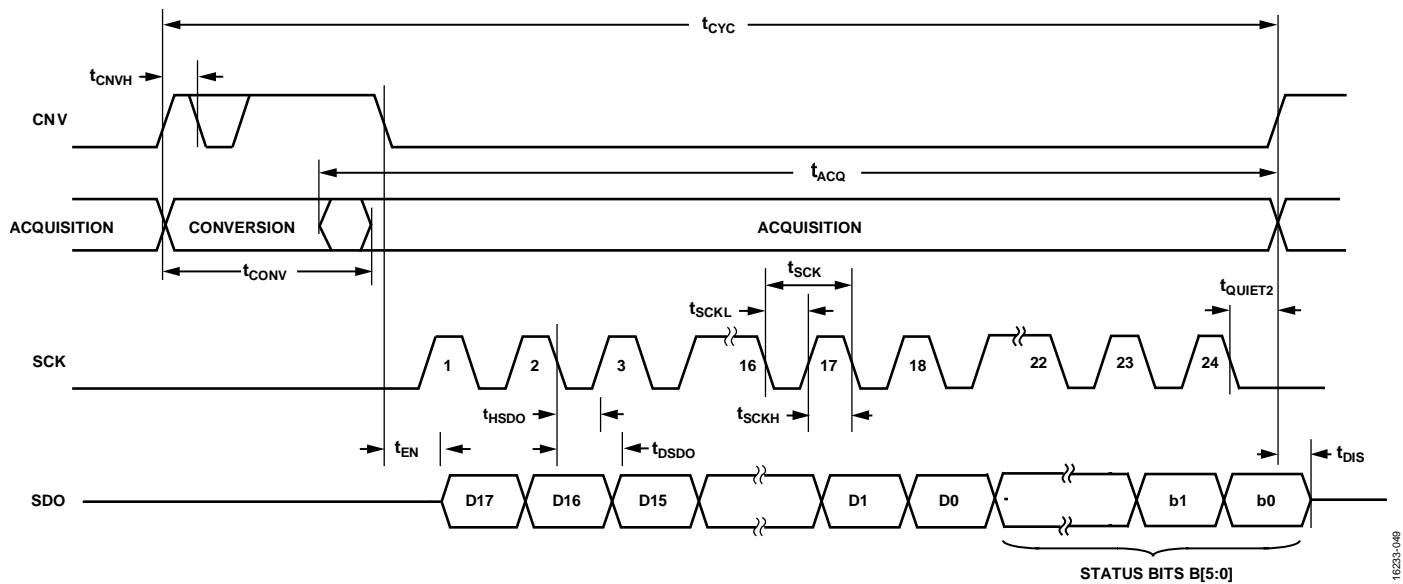 tCYC
tCNVH
CNV
tACQ
ACQUISITION
CONVERSION
ACQUISITION
tCONV
tSCK
tQUIET2
tSCKL
SCK
1
2
3
16
17
18
22
23
24
tHSDO
tSCKH
tEN
tDSDO
tDIS
SDO
D17
D16
D15
D1
D0
b1
b0
STATUS BITS B[5:0]
16233-049